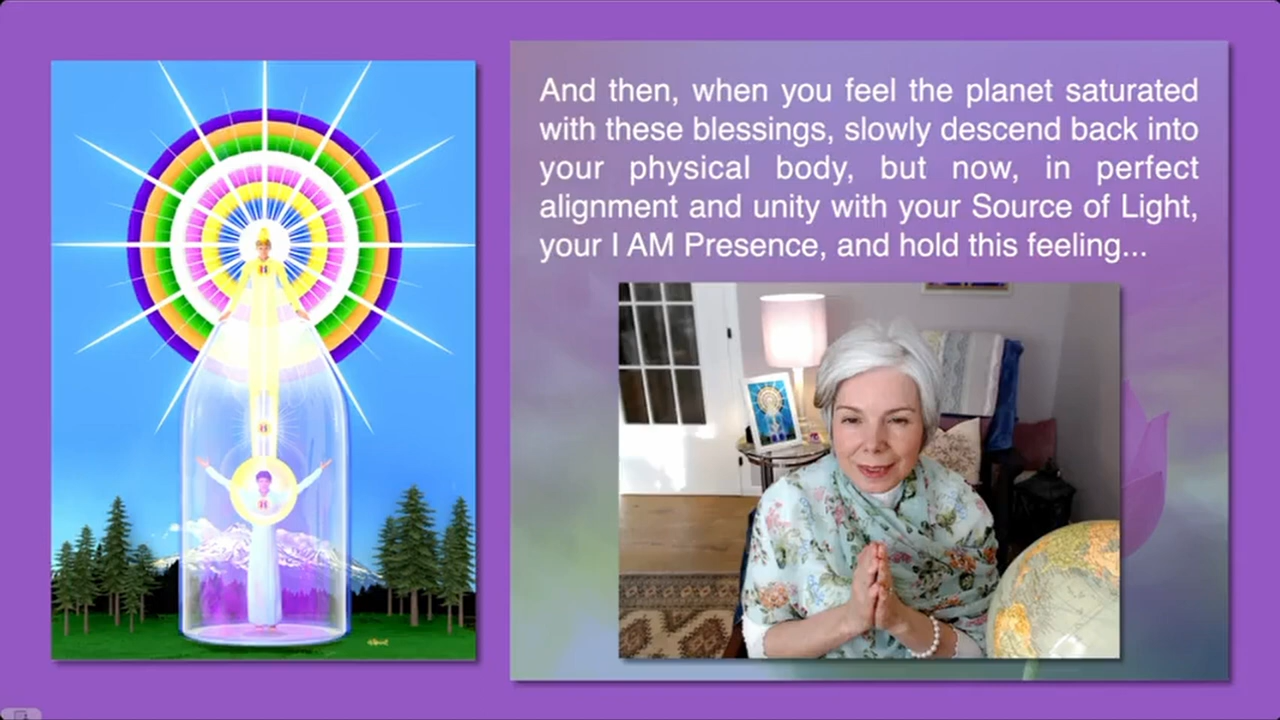 And then, when you feel the planet saturated
with these blessings, slowly descend back into
your physical body, but now, in perfect
alignment and unity with your Source of Light,
your I AM Presence, and hold this feeling...